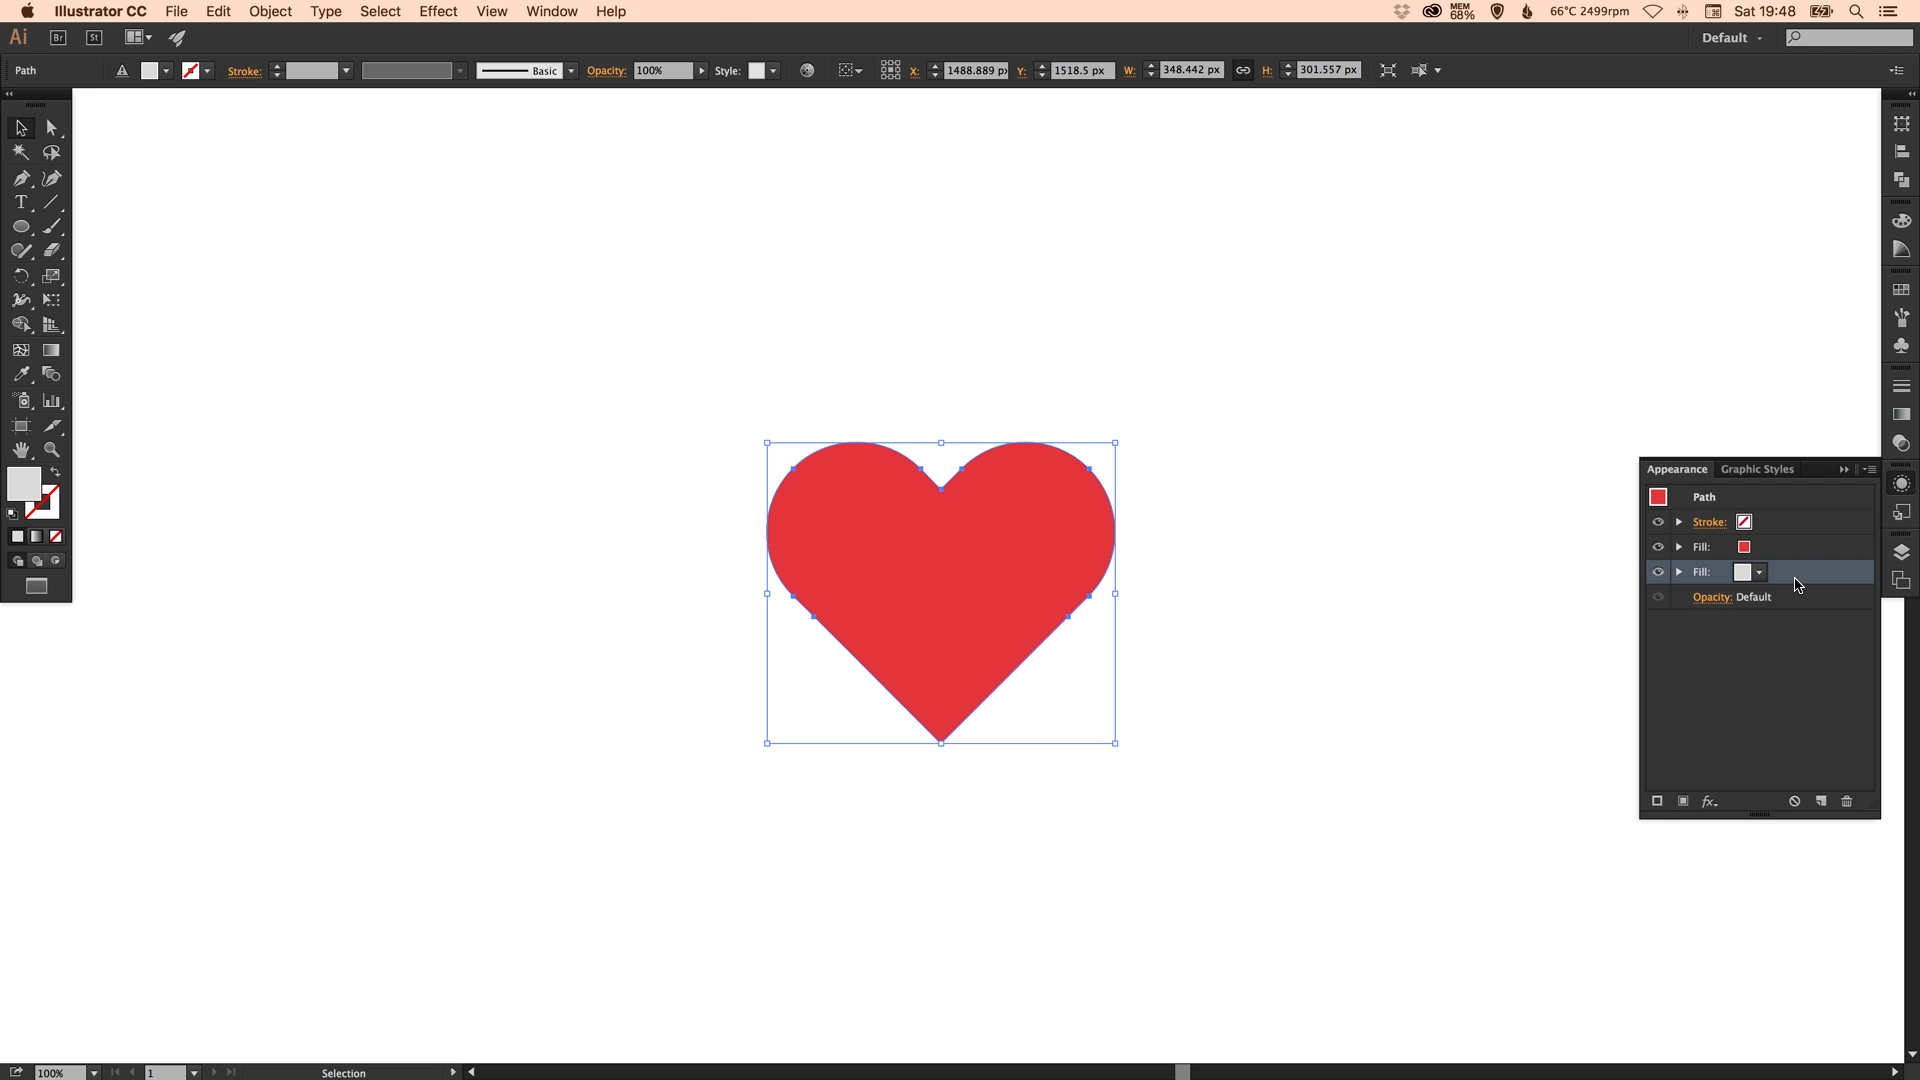 Illustrator CC File Edit Object Type Select Effect View Window Help MEM 68% 66°C 2499rpm Sat 19:48
Ai Br St Default
Path Stroke: Basic Opacity: 100% Style: X: 1488.889 px Y: 1518.5 px W: 348.442 px H: 301.557 px
T
Appearance Graphic Styles
Path
Stroke:
Fill:
Fill:
Opacity: Default
fx
100% 1 Selection